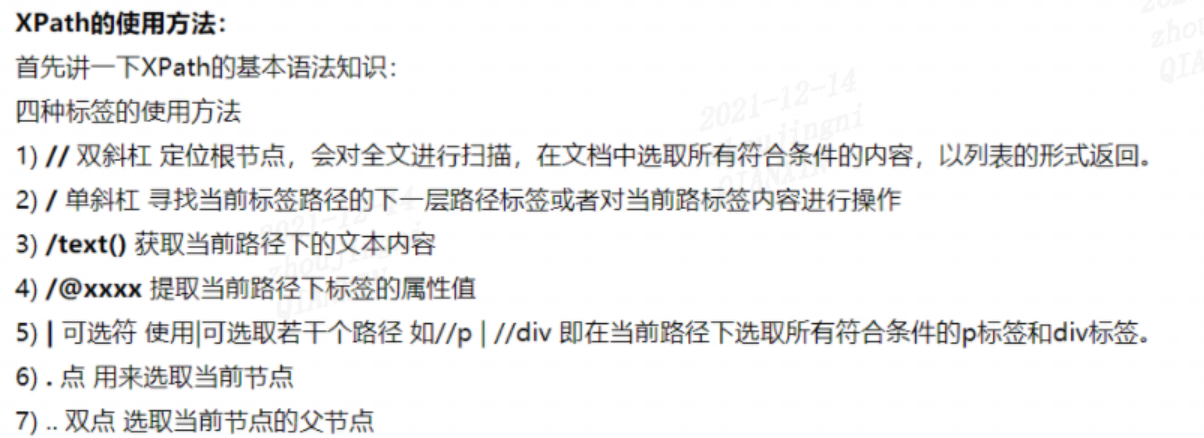 XPath的使用方法：
首先讲一下XPath的基本语法知识：
四种标签的使用方法
1) // 双斜杠 定位根节点，会对全文进行扫描，在文档中选取所有符合条件的内容，以列表的形式返回。
2) / 单斜杠 寻找当前标签路径的下一层路径标签或者对当前路标签内容进行操作
3) /text() 获取当前路径下的文本内容
4) /@xxxx 提取当前路径下标签的属性值
5) | 可选符 使用|可选取若干个路径 如//p | //div 即在当前路径下选取所有符合条件的p标签和div标签。
6) . 点 用来选取当前节点
7) .. 双点 选取当前节点的父节点
2021-12-14
zhoujingni